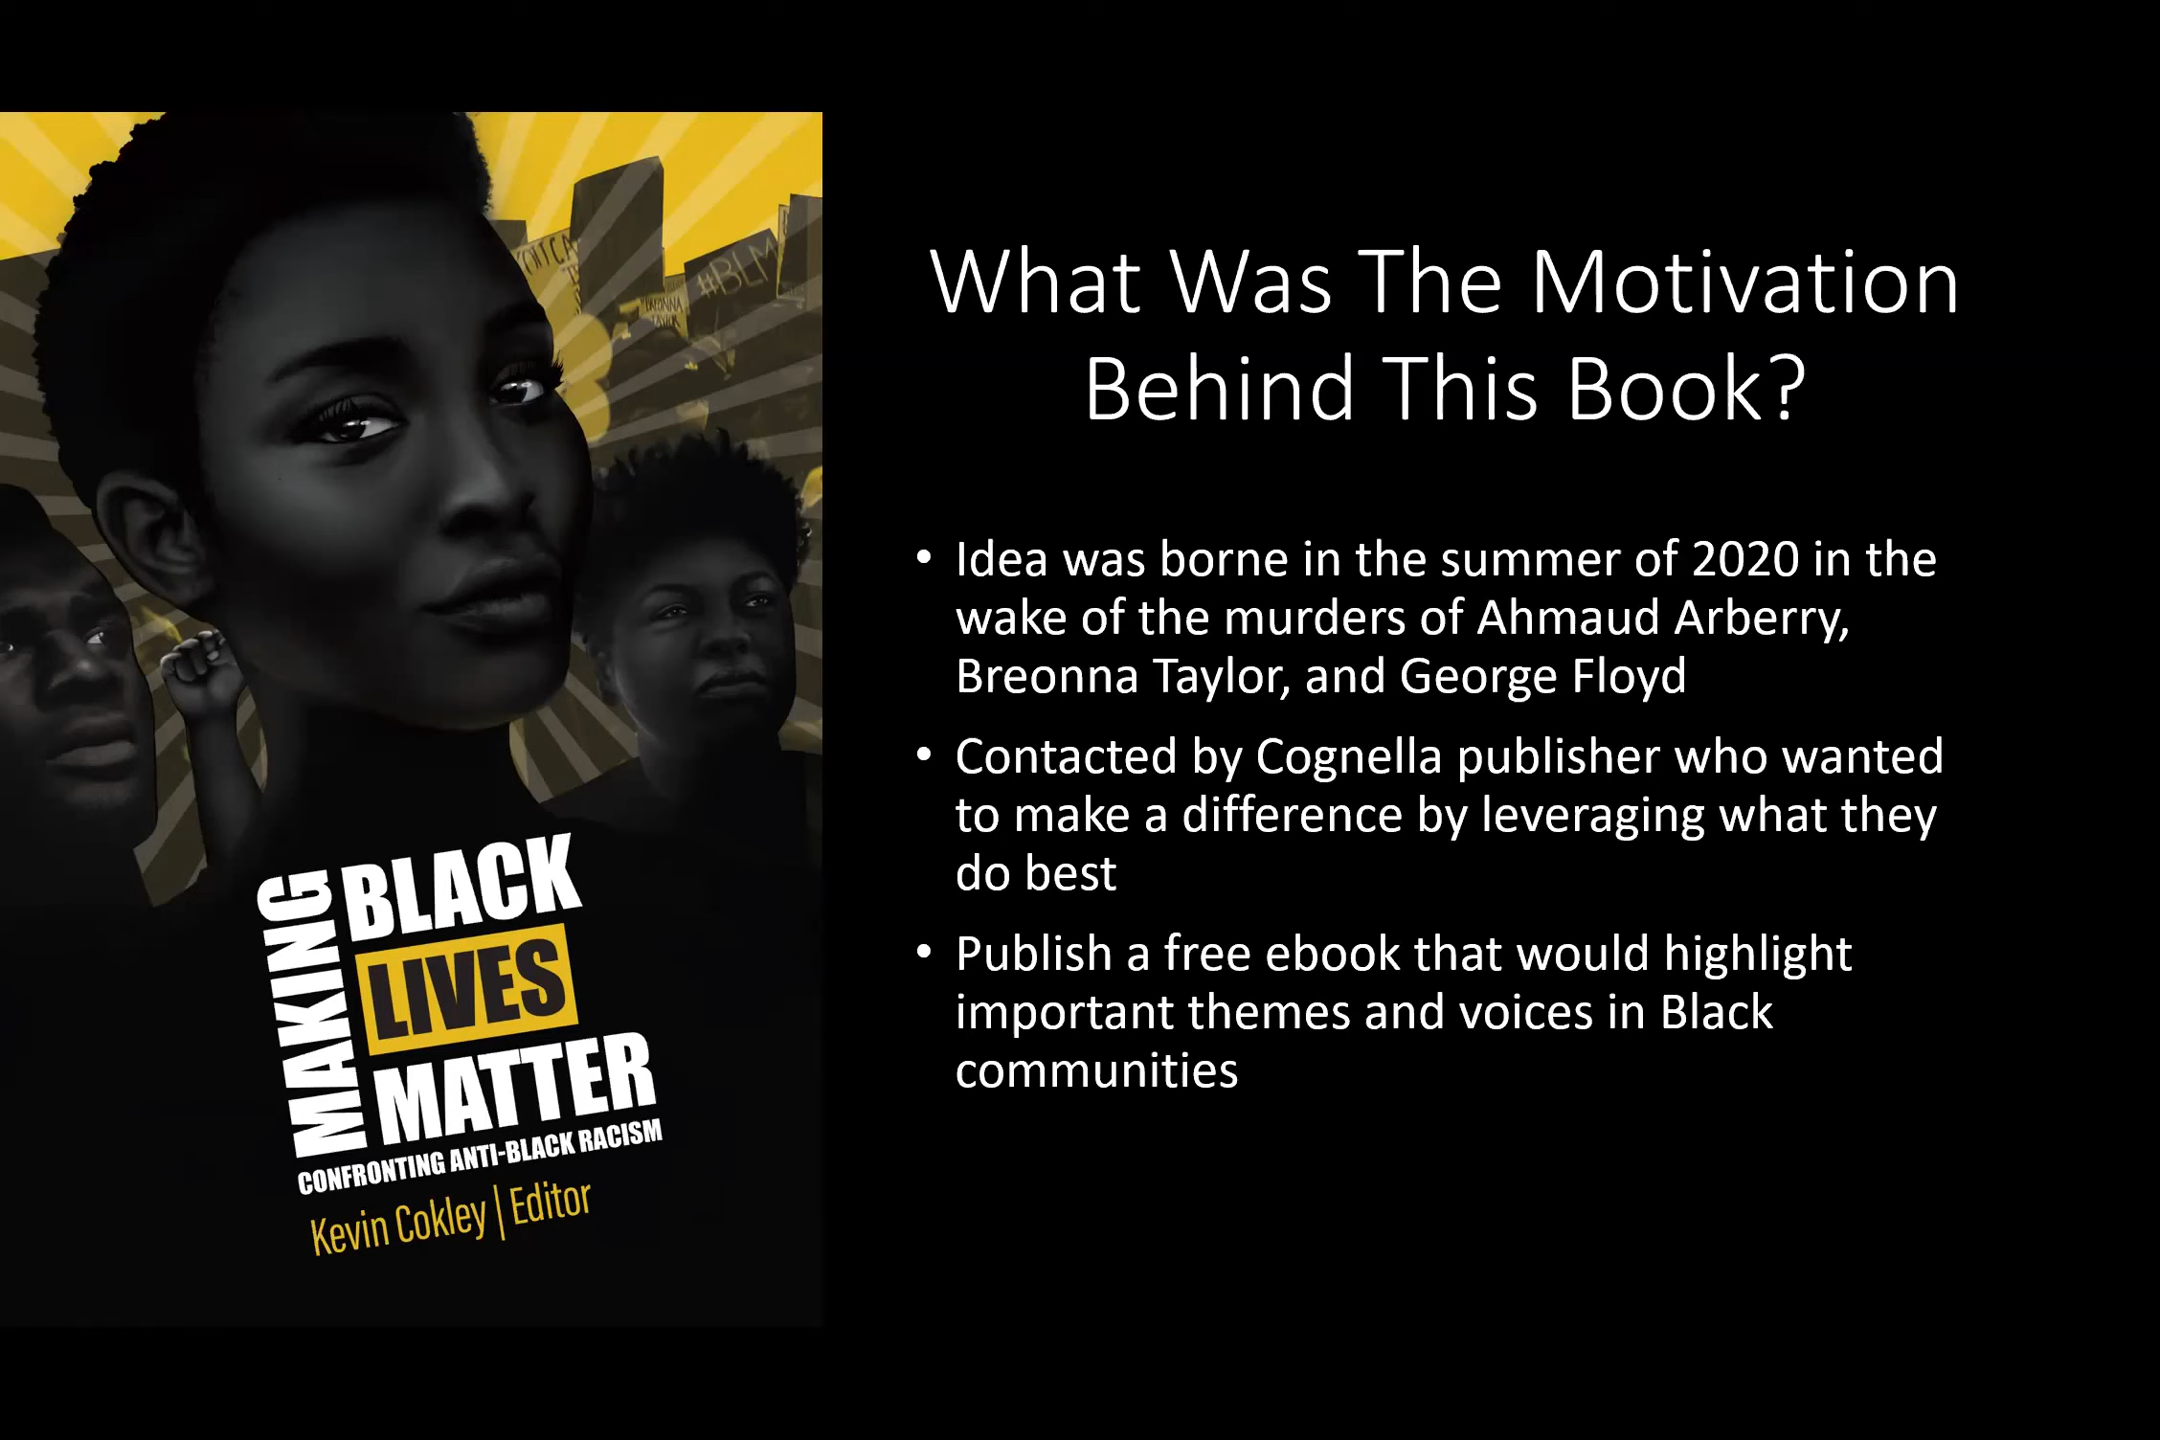 What Was The Motivation
Behind This Book?
• Idea was borne in the summer of 2020 in the
wake of the murders of Ahmaud Arberry,
Breonna Taylor, and George Floyd
• Contacted by Cognella publisher who wanted
to make a difference by leveraging what they
do best
• Publish a free ebook that would highlight
important themes and voices in Black
communities
#BLM
BREONNA
MAKING
BLACK
LIVES
MATTER
CONFRONTING ANTI-BLACK RACISM
Kevin Cokley | Editor